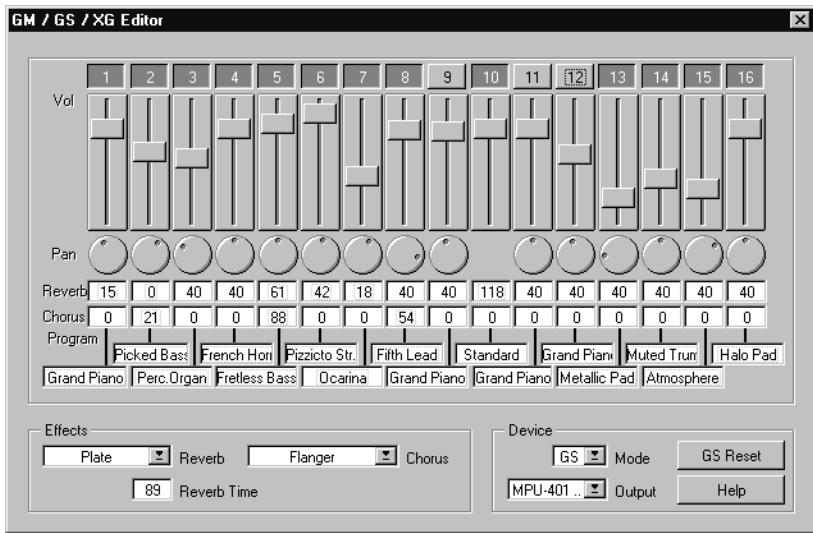 GM / GS / XG Editor
1 2 3 4 5 6 7 8 9 10 11 12 13 14 15 16
Vol
Pan
Reverb 15 0 40 40 61 42 18 40 40 118 40 40 40 40 40 40
Chorus 0 21 0 0 88 0 0 54 0 0 0 0 0 0 0 0
Program
Picked Bass French Horn Pizzicto Str. Fifth Lead Standard Grand Piano Muted Trum Halo Pad
Grand Piano Perc.Organ Fretless Bass Ocarina Grand Piano Grand Piano Metallic Pad Atmosphere
Effects
Plate Reverb Flanger Chorus
89 Reverb Time
Device
GS Mode GS Reset
MPU-401 .. Output Help